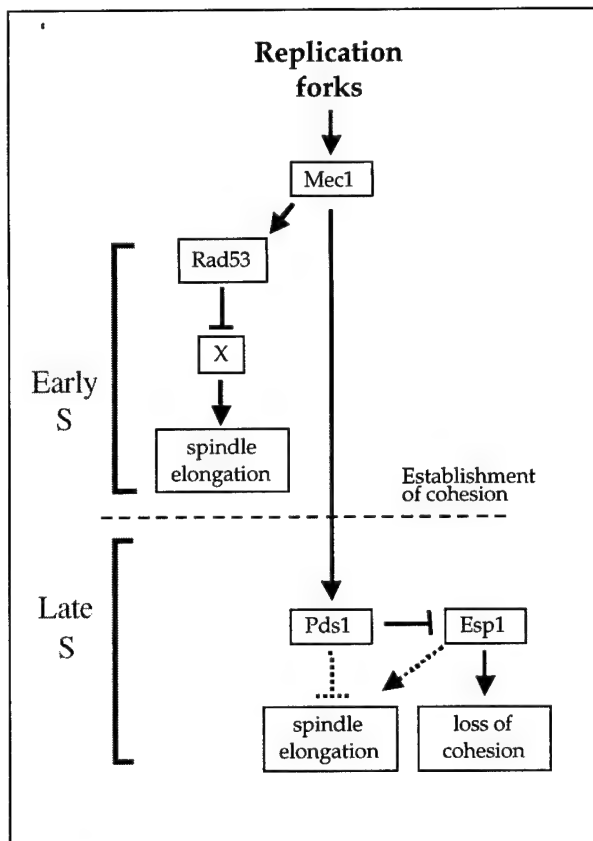 Replication
forks
Mec1
Rad53
X
Early
S
spindle
elongation
Establishment
of cohesion
Late
S
Pds1
Esp1
spindle
elongation
loss of
cohesion